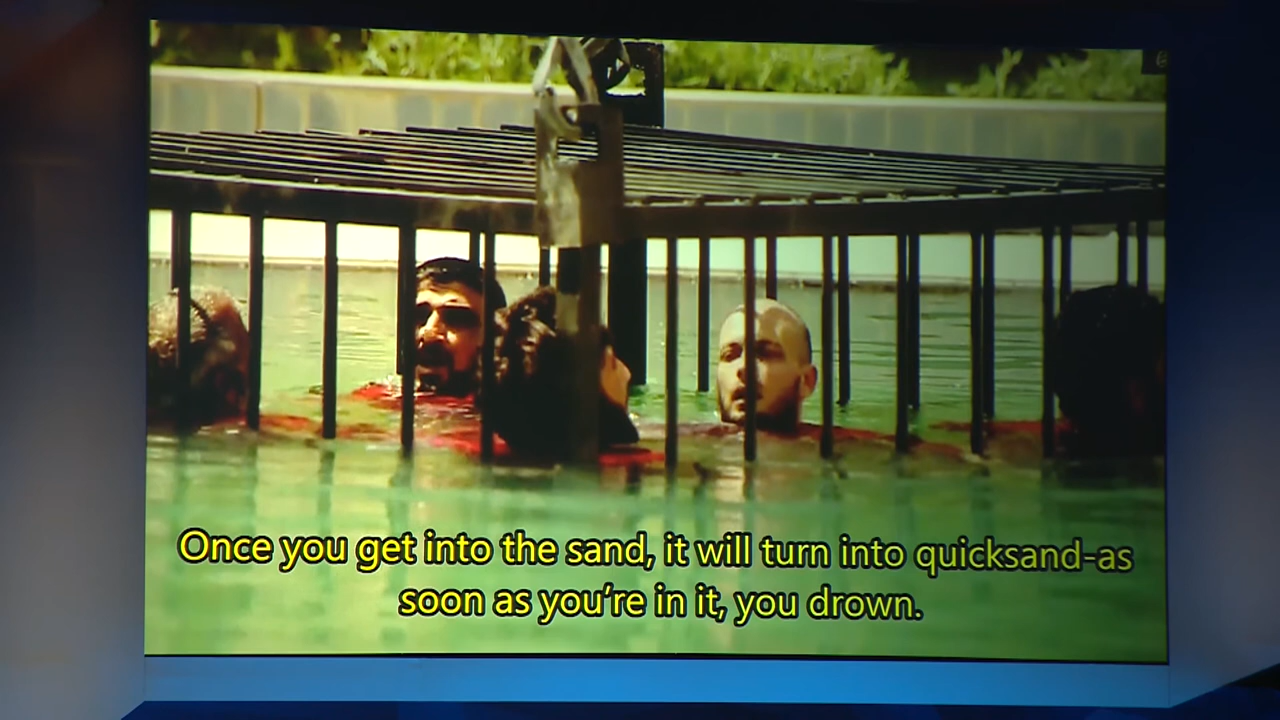 Once you get into the sand, it will turn into quicksand-as
soon as you're in it, you drown.